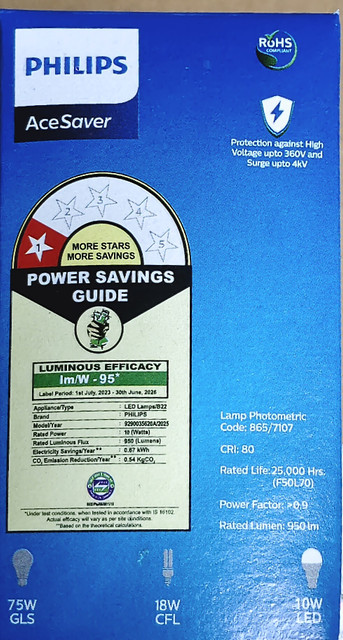 RoHS
COMPLIANT
PHILIPS
AceSaver
Protection against High
Voltage upto 360V and
Surge upto 4kV
1 2 3 4 5
MORE STARS
MORE SAVINGS
POWER SAVINGS
GUIDE
LUMINOUS EFFICACY
lm/W - 95*
Label Period: 1st July, 2023 - 30th June, 2026
Appliance/Type : LED Lamps/B22
Brand : PHILIPS
Model/Year : 9290035620A/2025
Rated Power : 10 (Watts)
Rated Luminous Flux : 950 (Lumens)
Electricity Savings/Year** : 0.67 kWh
CO2 Emission Reduction/Year** : 0.54 KgCO2
*Under test conditions, when tested in accordance with IS 16102
Actual efficacy will vary as per site conditions.
**Based on the theoretical calculations.
Lamp Photometric
Code: 865/7107
CRI: 80
Rated Life: 25,000 Hrs.
(F50L70)
Power Factor: >0.9
Rated Lumen: 950 lm
75W
GLS
18W
CFL
10W
LED